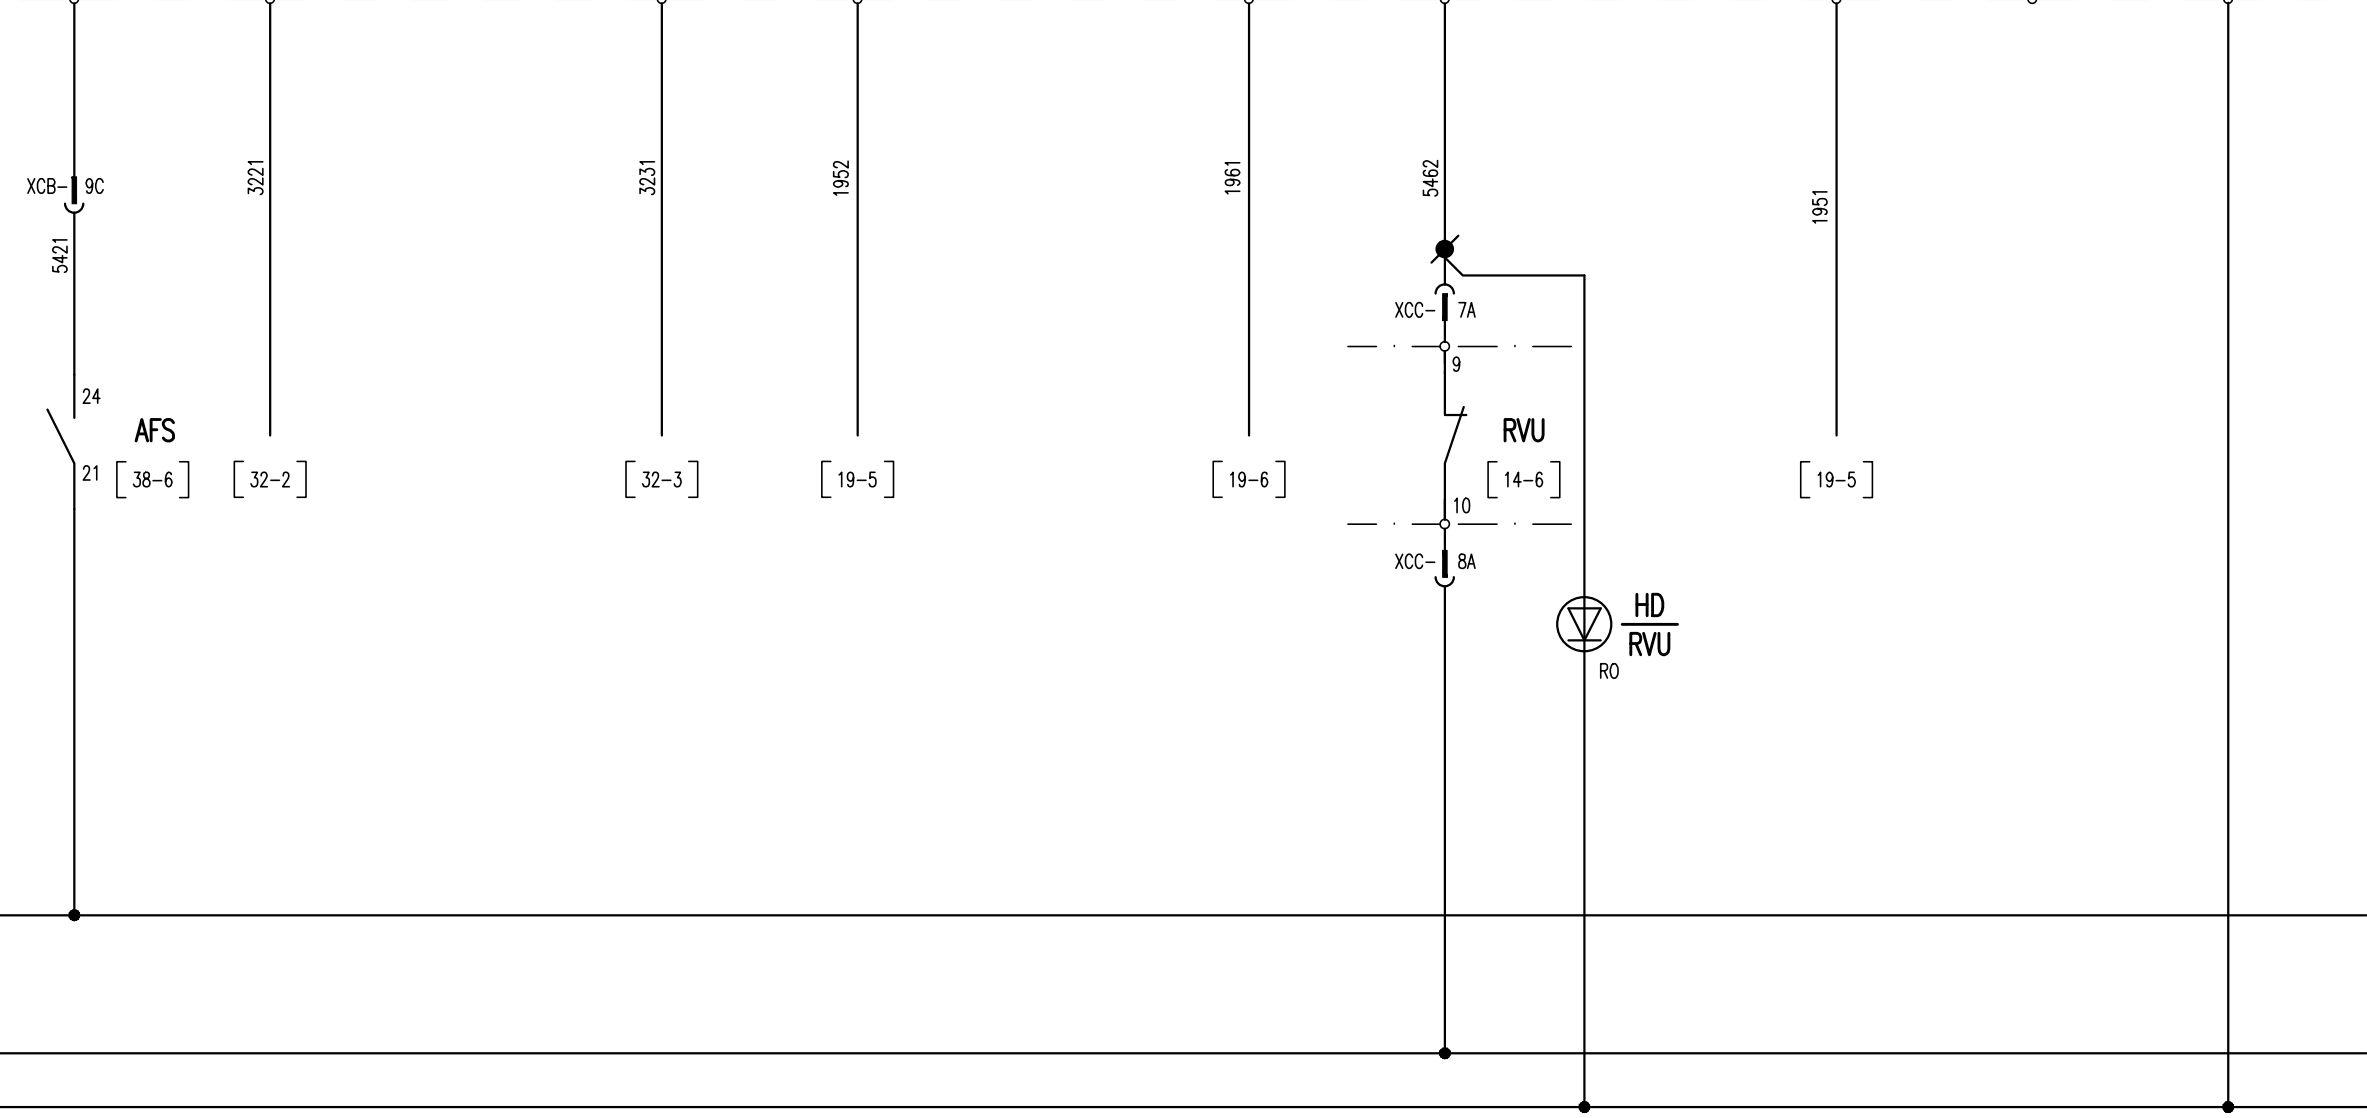 3221
3231
1952
1961
5462
XCB- 9C
1951
5421
XCC- 7A
9
24
AFS
RVU
21
[38-6]
[32-2]
[32-3]
[19-5]
[19-6]
[14-6]
[19-5]
10
XCC- 8A
HD
RVU
RO